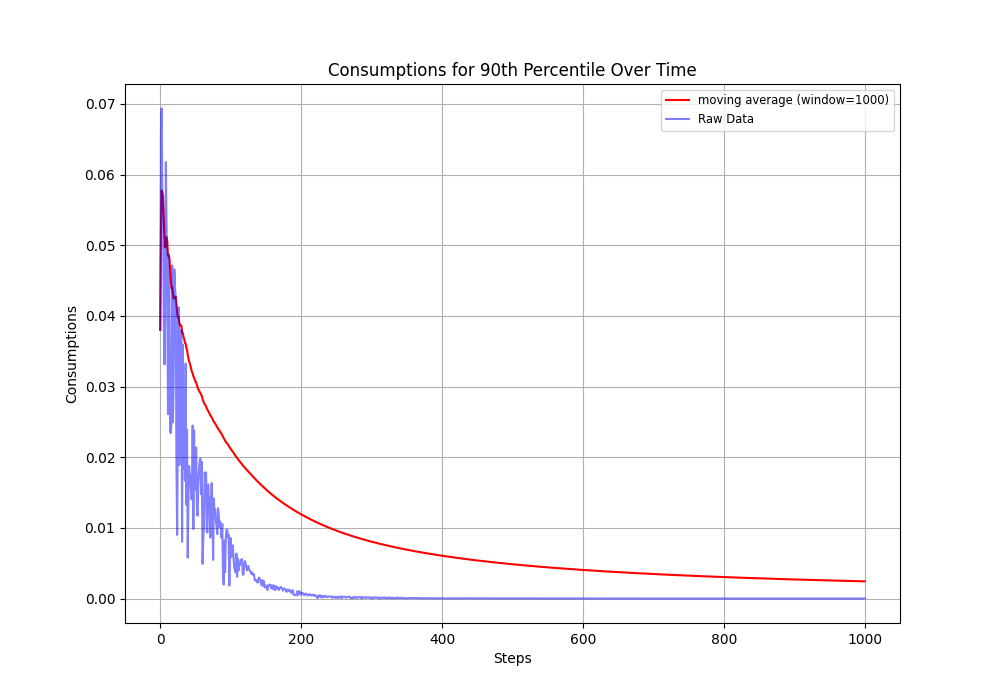 Consumptions for 90th Percentile Over Time
moving average (window=1000)
Raw Data
0.07
0.06
0.05
0.04
0.03
0.02
0.01
0.00
Consumptions
0
200
400
600
800
1000
Steps